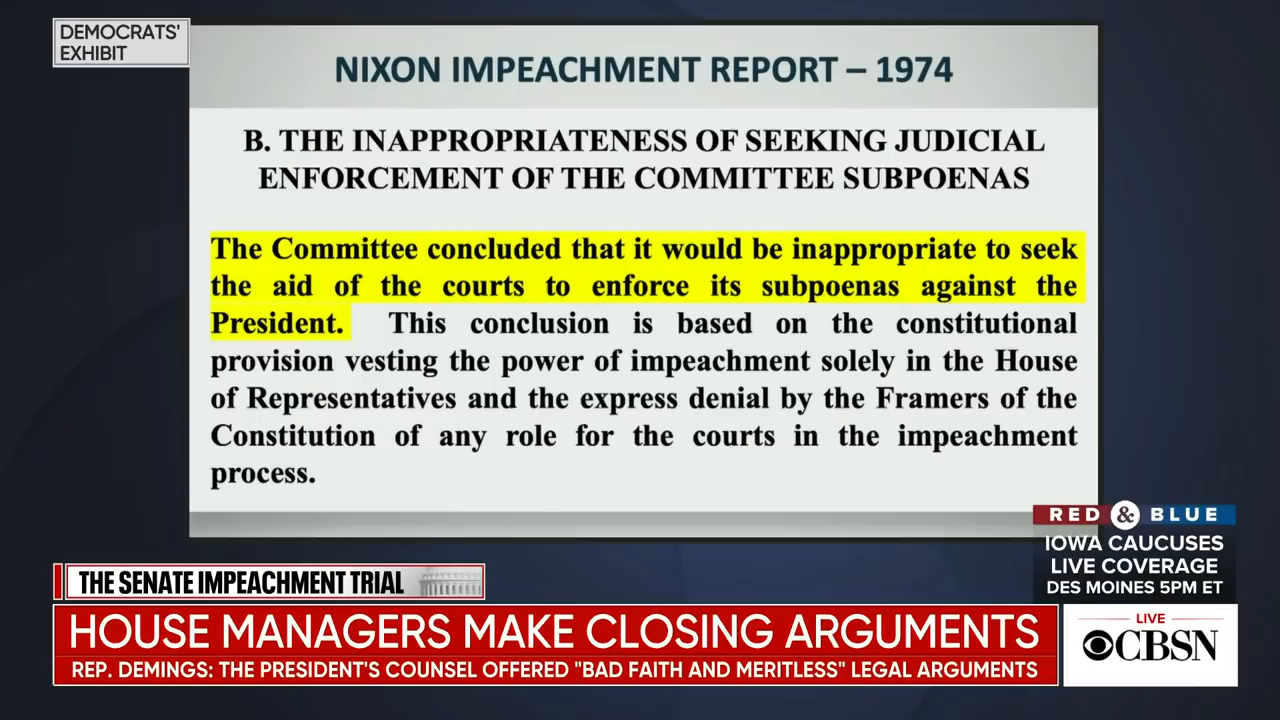 DEMOCRATS'
EXHIBIT
NIXON IMPEACHMENT REPORT – 1974
B. THE INAPPROPRIATENESS OF SEEKING JUDICIAL
ENFORCEMENT OF THE COMMITTEE SUBPOENAS
The Committee concluded that it would be inappropriate to seek
the aid of the courts to enforce its subpoenas against the
President. This conclusion is based on the constitutional
provision vesting the power of impeachment solely in the House
of Representatives and the express denial by the Framers of the
Constitution of any role for the courts in the impeachment
process.
RED & BLUE
IOWA CAUCUSES
LIVE COVERAGE
DES MOINES 5PM ET
THE SENATE IMPEACHMENT TRIAL
HOUSE MANAGERS MAKE CLOSING ARGUMENTS
REP. DEMINGS: THE PRESIDENT'S COUNSEL OFFERED "BAD FAITH AND MERITLESS" LEGAL ARGUMENTS
LIVE
CBSN